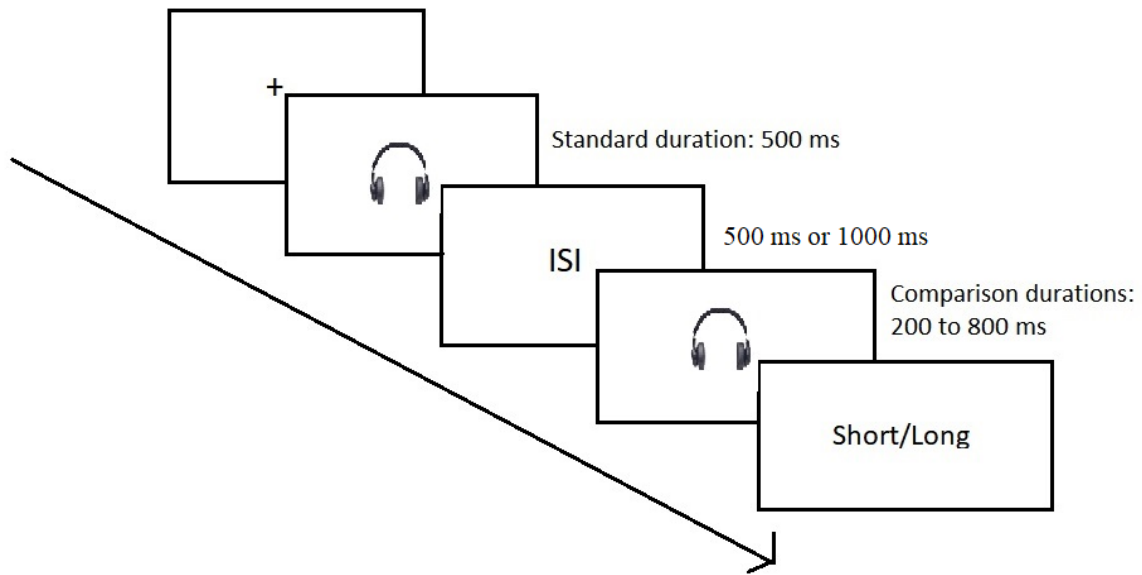 +
Standard duration: 500 ms
ISI
500 ms or 1000 ms
Comparison durations:
200 to 800 ms
Short/Long